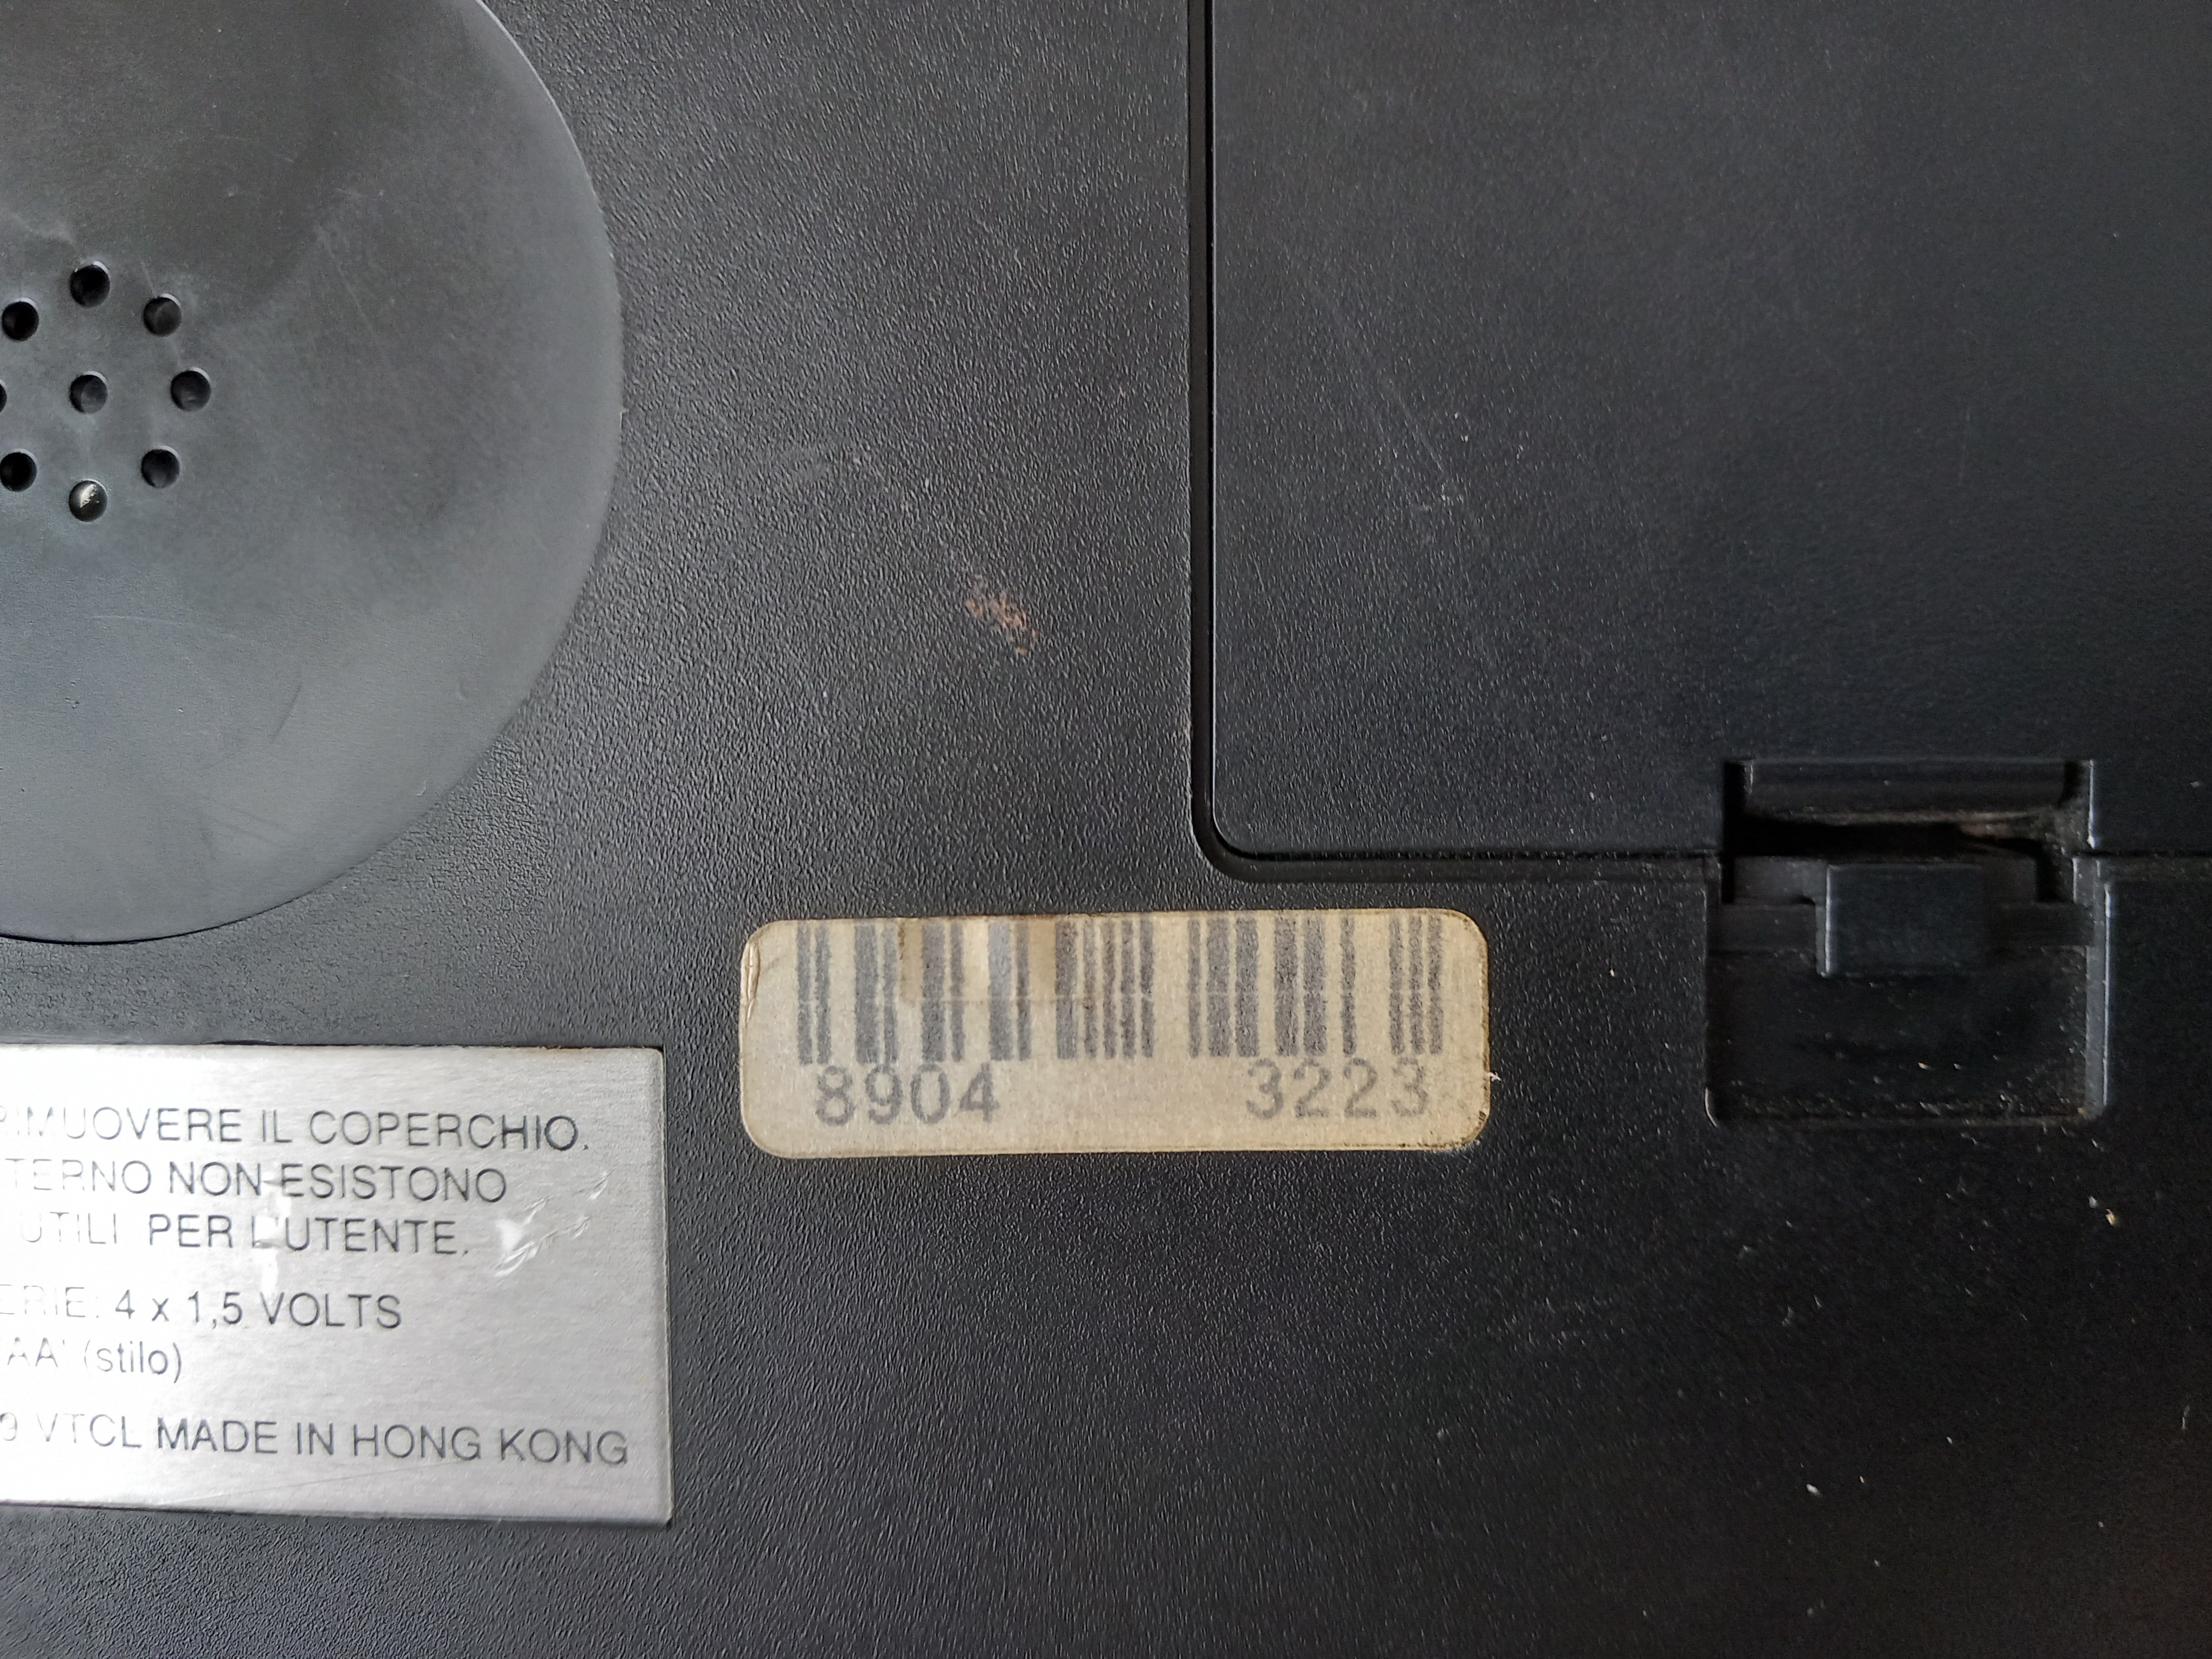 8904 3223
RIMUOVERE IL COPERCHIO.
TERNO NON ESISTONO
UTILI PER L'UTENTE.
ERIE: 4 x 1,5 VOLTS
'AA' (stilo)
9 VTCL MADE IN HONG KONG